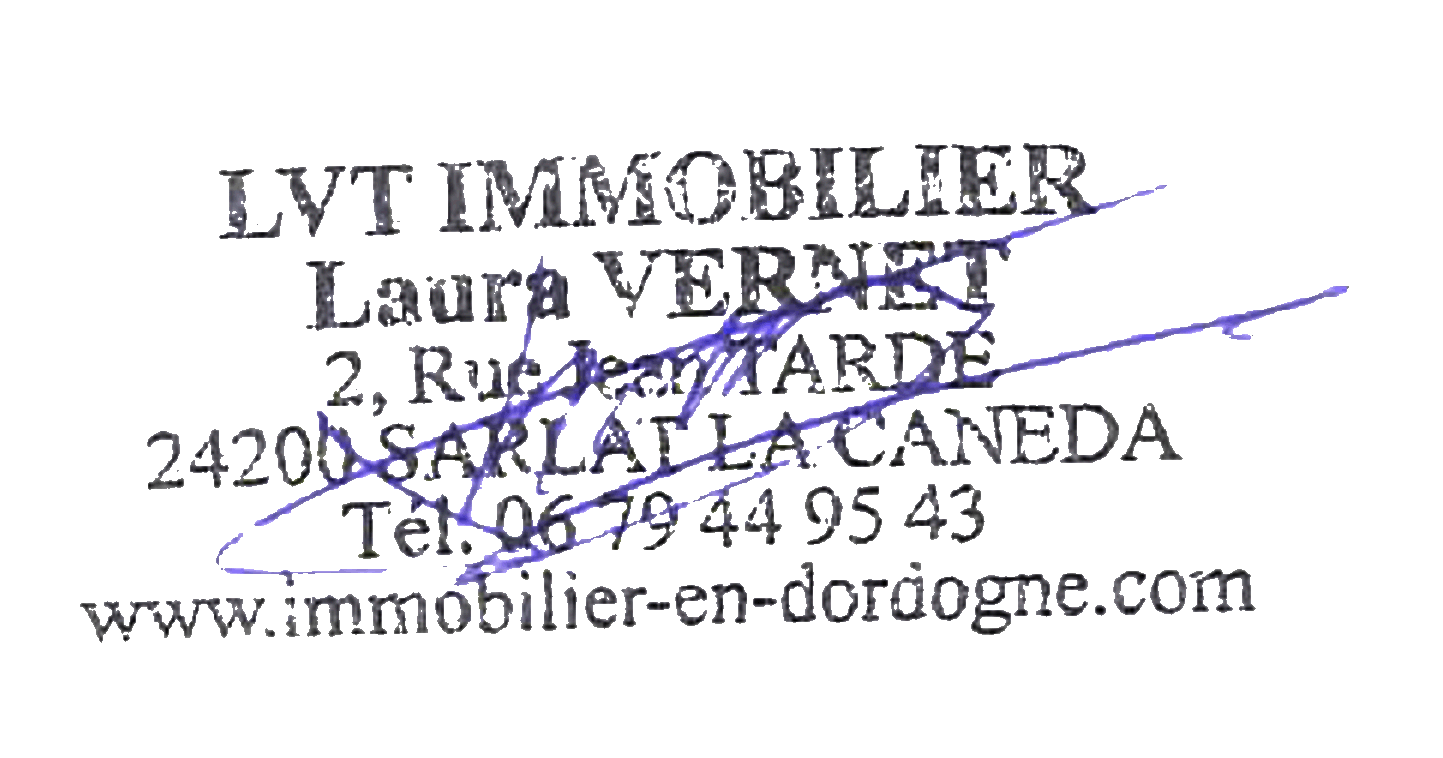 LVT IMMOBILIER
Laura VERNET
2, Rue Jean TARDE
24200 SARLAT LA CANEDA
Tél. 06 79 44 95 43
www.immobilier-en-dordogne.com